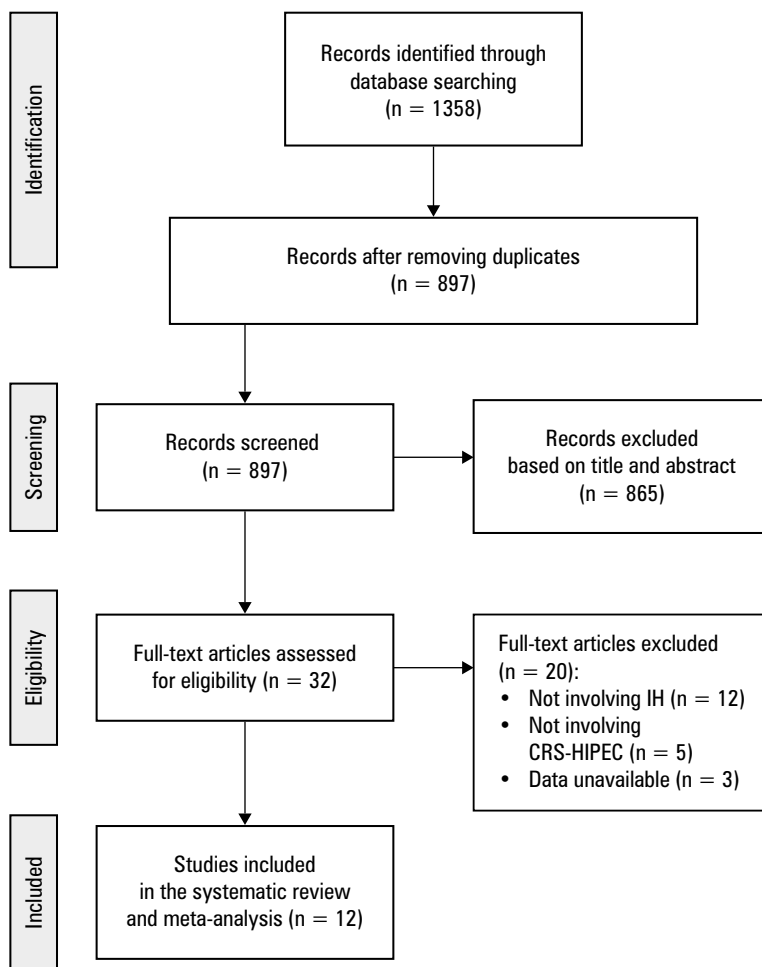 Identification
Records identified through
database searching
(n = 1358)
Records after removing duplicates
(n = 897)
Screening
Records screened
(n = 897)
Records excluded
based on title and abstract
(n = 865)
Eligibility
Full-text articles assessed
for eligibility (n = 32)
Full-text articles excluded
(n = 20):
• Not involving IH (n = 12)
• Not involving
CRS-HIPEC (n = 5)
• Data unavailable (n = 3)
Included
Studies included
in the systematic review
and meta-analysis (n = 12)